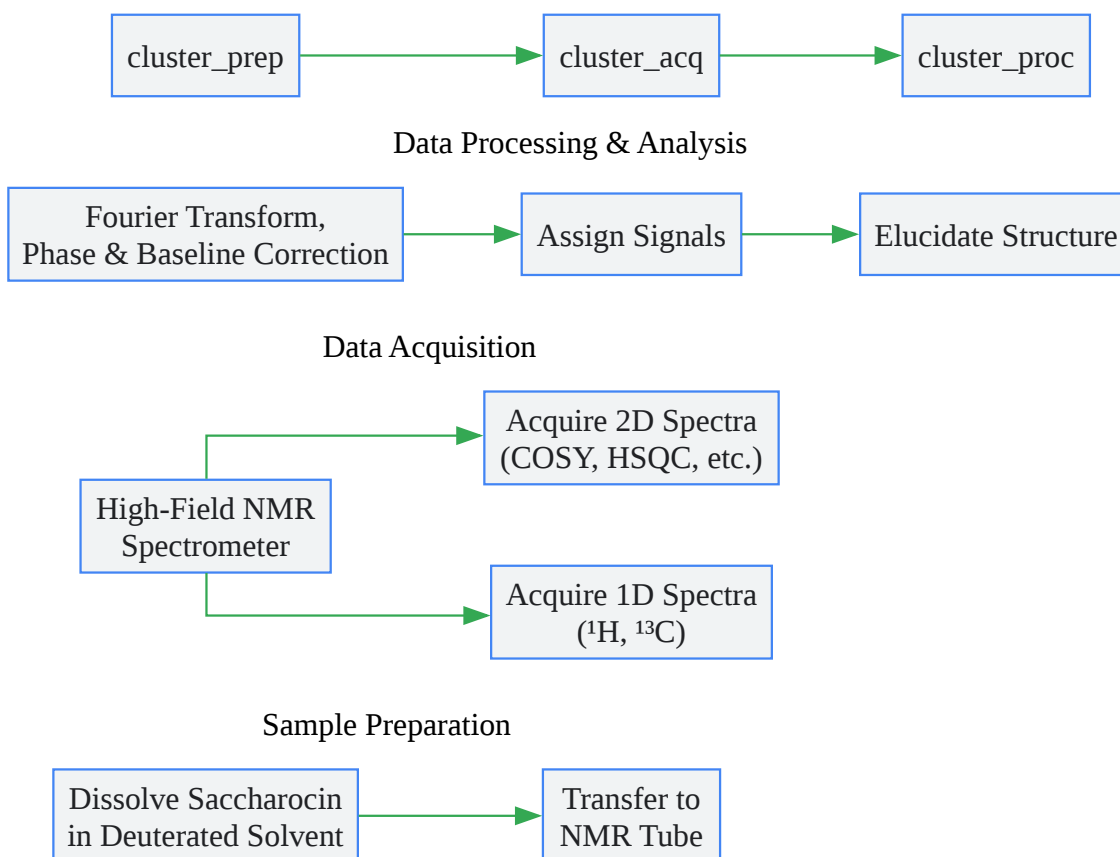 cluster_prep
cluster_acq
cluster_proc
Data Processing & Analysis
Fourier Transform,
Phase & Baseline Correction
Assign Signals
Elucidate Structure
Data Acquisition
Acquire 2D Spectra
(COSY, HSQC, etc.)
High-Field NMR
Spectrometer
Acquire 1D Spectra
(¹H, ¹³C)
Sample Preparation
Dissolve Saccharocin
in Deuterated Solvent
Transfer to
NMR Tube